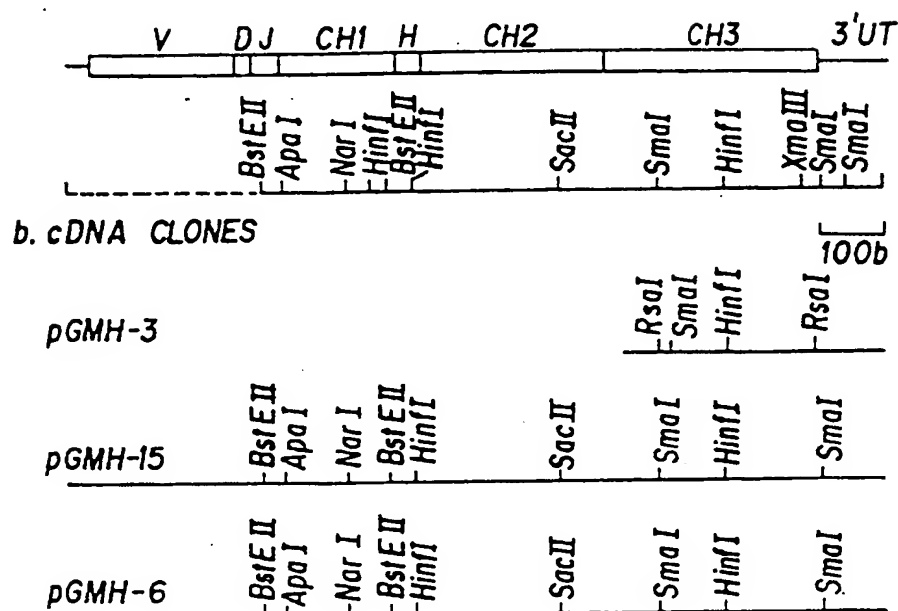 V D J CH1 H CH2 CH3 3'UT
BstEII ApaI NarI HinfI BstEII HinfI SacII SmaI HinfI XmaIII SmaI SmaI
b. cDNA CLONES
100b
pGMH-3 RsaI SmaI HinfI RsaI
pGMH-15 BstEII ApaI NarI BstEII HinfI SacII SmaI HinfI SmaI
pGMH-6 BstEII ApaI NarI BstEII HinfI SacII SmaI HinfI SmaI